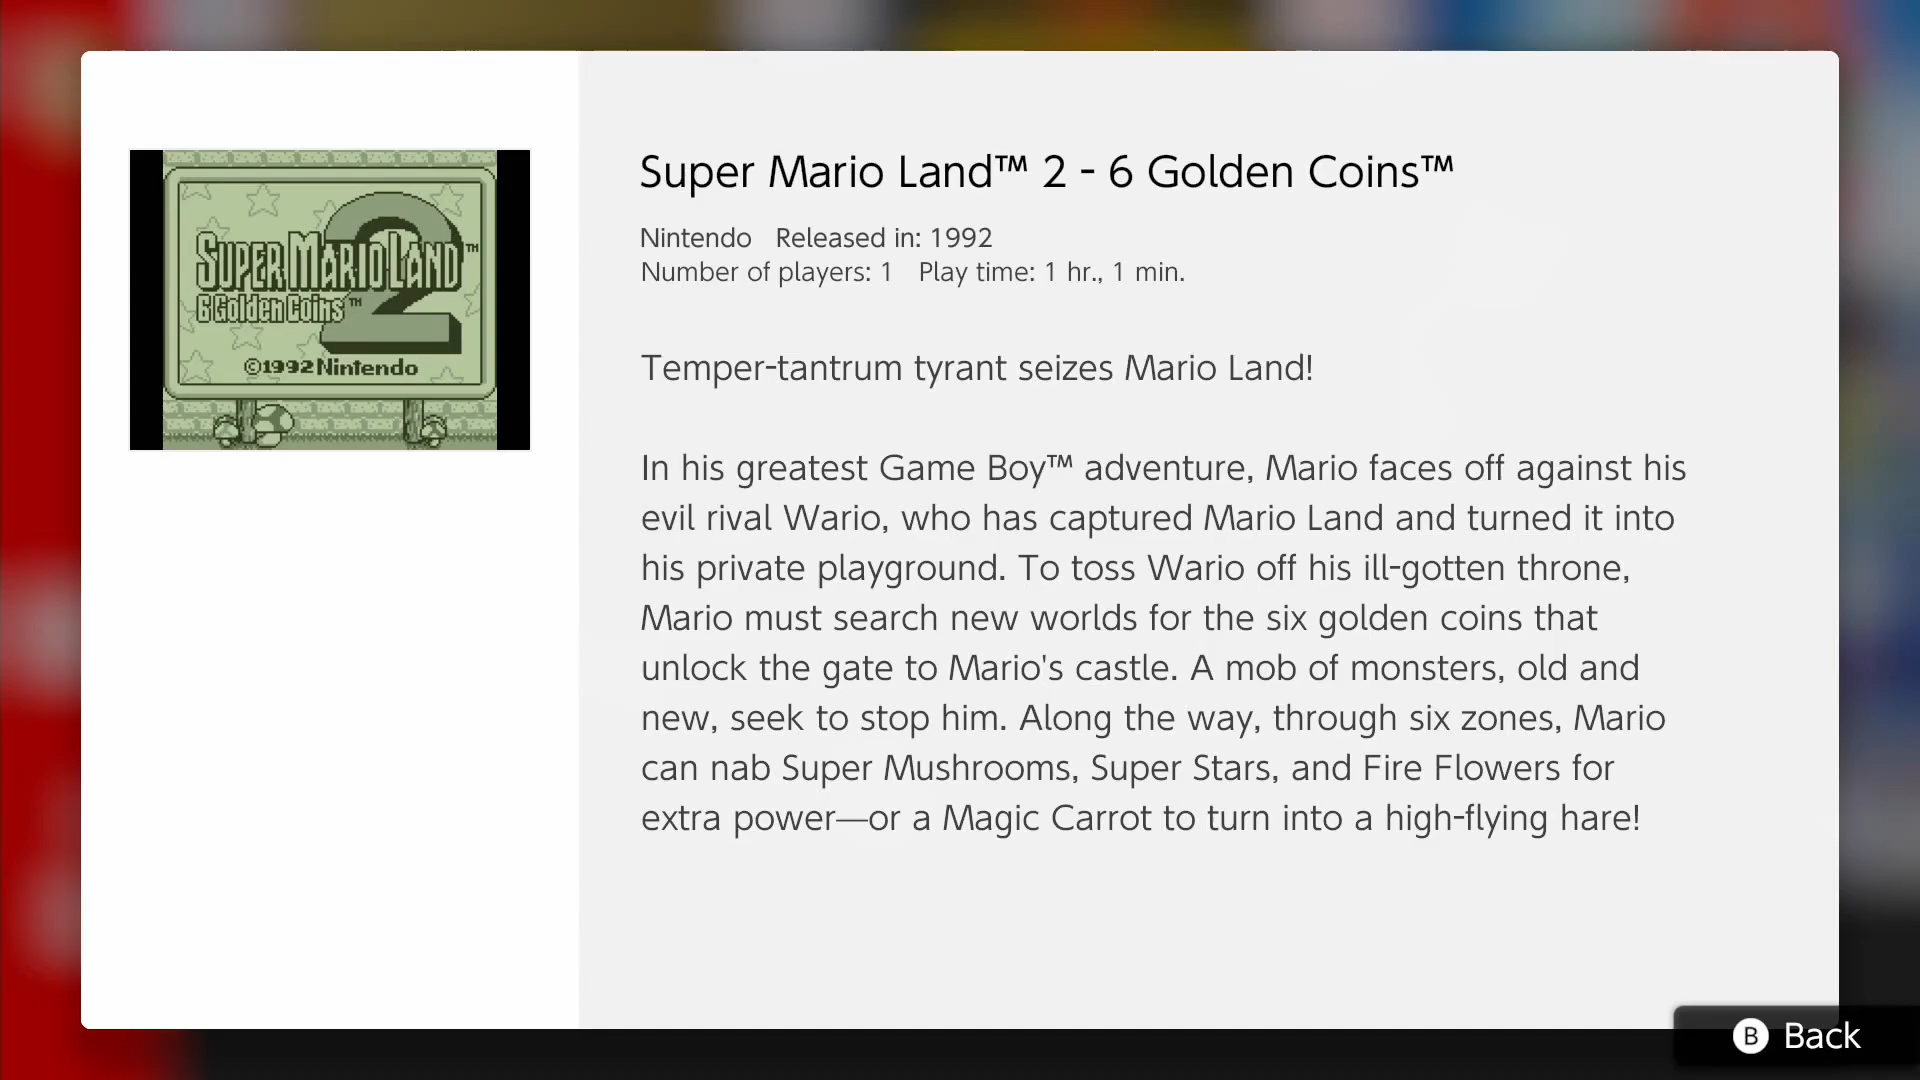 SUPER MARIO LAND™
2
6 Golden Coins™
©1992 Nintendo
Super Mario Land™ 2 - 6 Golden Coins™
Nintendo Released in: 1992
Number of players: 1 Play time: 1 hr., 1 min.
Temper-tantrum tyrant seizes Mario Land!
In his greatest Game Boy™ adventure, Mario faces off against his
evil rival Wario, who has captured Mario Land and turned it into
his private playground. To toss Wario off his ill-gotten throne,
Mario must search new worlds for the six golden coins that
unlock the gate to Mario's castle. A mob of monsters, old and
new, seek to stop him. Along the way, through six zones, Mario
can nab Super Mushrooms, Super Stars, and Fire Flowers for
extra power—or a Magic Carrot to turn into a high-flying hare!
B Back